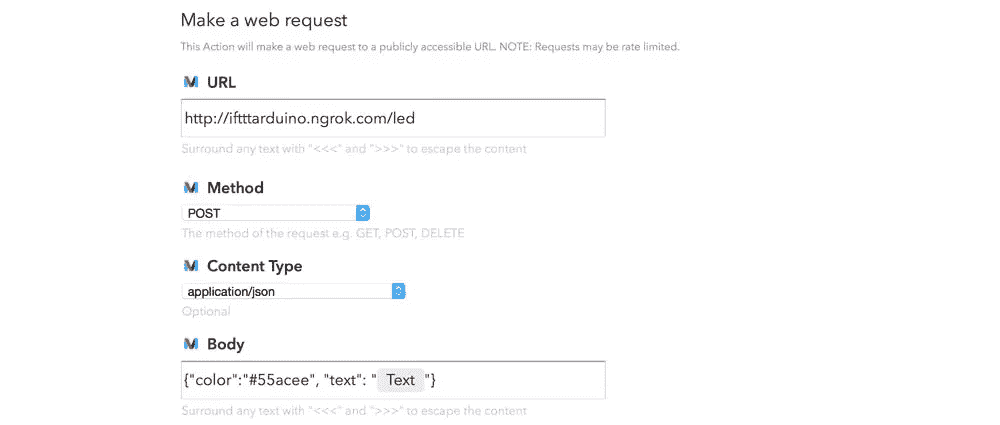 Make a web request
This Action will make a web request to a publicly accessible URL. NOTE: Requests may be rate limited.
URL
http://iftttarduino.ngrok.com/led
Surround any text with "<<<" and ">>>" to escape the content
Method
POST
The method of the request e.g. GET, POST, DELETE
Content Type
application/json
Optional
Body
{"color":"#55acee", "text": " Text "}
Surround any text with "<<<" and ">>>" to escape the content